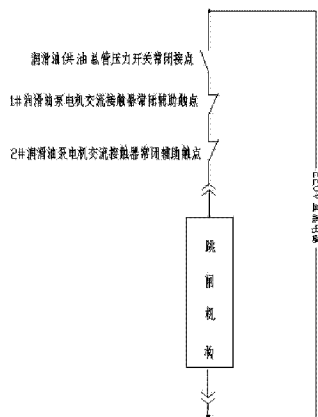 润滑油供油总管压力开关常闭接点
1#润滑油泵电机交流接触器常闭辅助触点
2#润滑油泵电机交流接触器常闭辅助触点
跳
闸
机
构